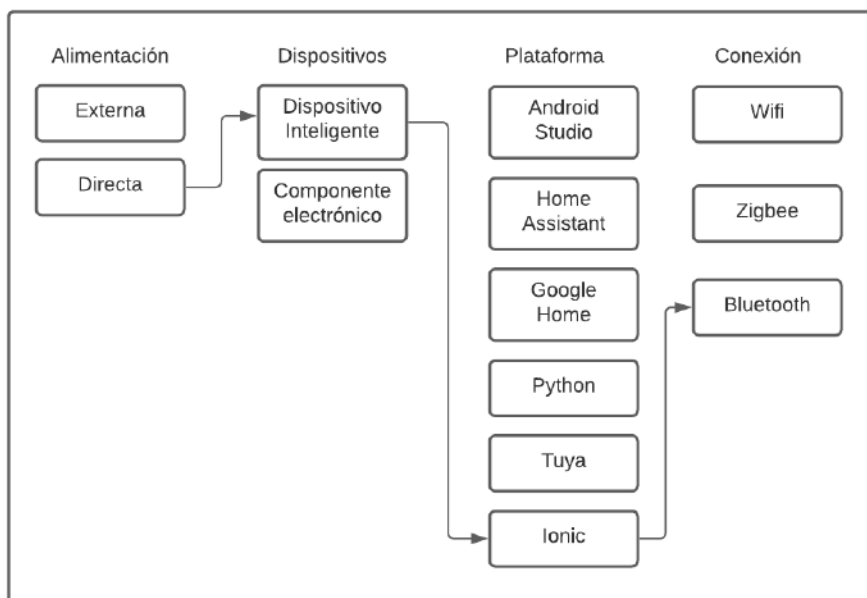 Alimentación
Dispositivos
Plataforma
Conexión
Externa
Directa
Dispositivo
Inteligente
Componente
electrónico
Android
Studio
Home
Assistant
Google
Home
Python
Tuya
Ionic
Wifi
Zigbee
Bluetooth